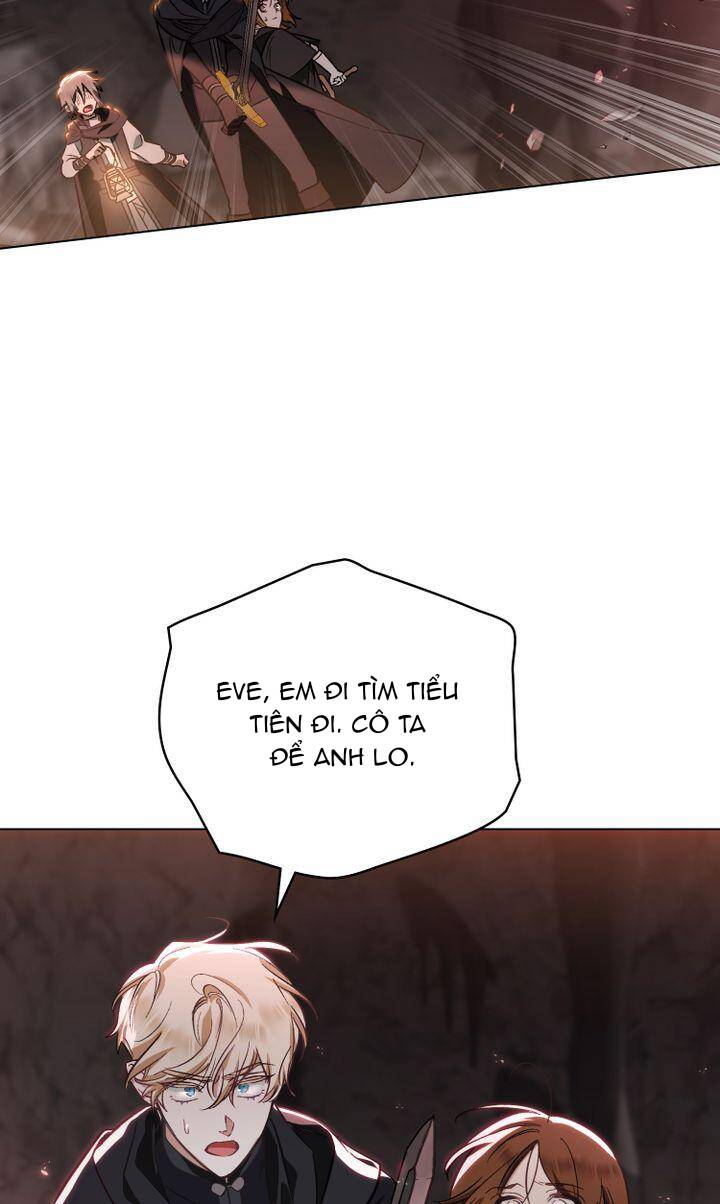 EVE, EM ĐI TÌM TIỂU
TIÊN ĐI. CÔ TA
ĐỂ ANH LO.